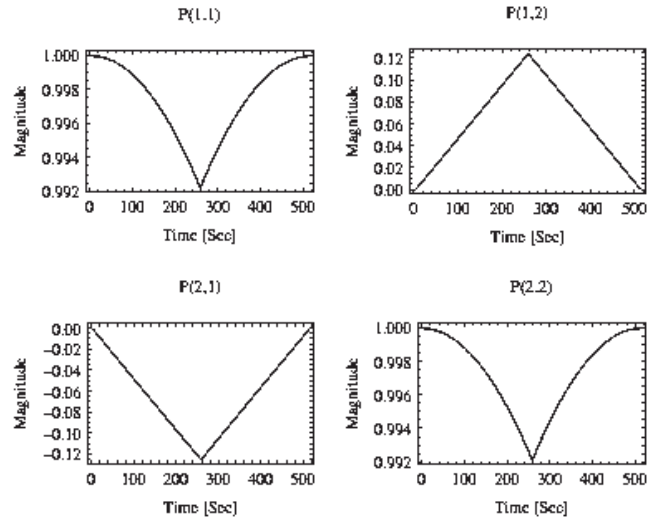 P(1,1)
Magnitude
1.000
0.998
0.996
0.994
0.992
0 100 200 300 400 500
Time [Sec]
P(1,2)
Magnitude
0.12
0.10
0.08
0.06
0.04
0.02
0.00
0 100 200 300 400 500
Time [Sec]
P(2,1)
Magnitude
0.00
-0.02
-0.04
-0.06
-0.08
-0.10
-0.12
0 100 200 300 400 500
Time [Sec]
P(2,2)
Magnitude
1.000
0.998
0.996
0.994
0.992
0 100 200 300 400 500
Time [Sec]